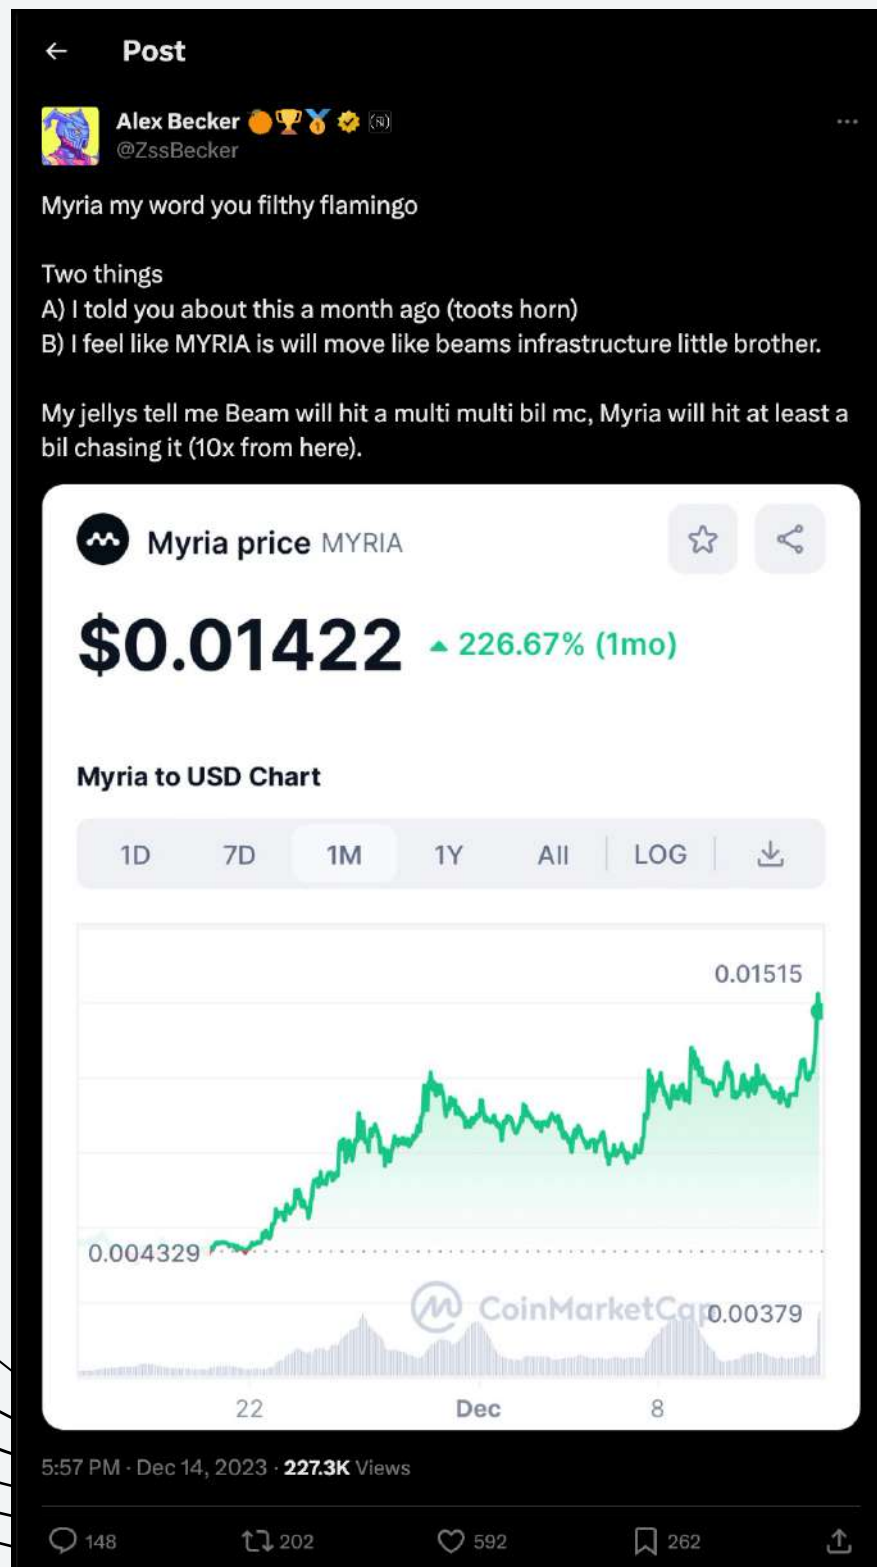 Post
Alex Becker
@ZssBecker
Myria my word you filthy flamingo
Two things
A) I told you about this a month ago (toots horn)
B) I feel like MYRIA is will move like beams infrastructure little brother.
My jellys tell me Beam will hit a multi multi bil mc, Myria will hit at least a
bil chasing it (10x from here).
Myria price MYRIA
$0.01422 226.67% (1mo)
Myria to USD Chart
1D 7D 1M 1Y All LOG
0.01515
0.004329
CoinMarketCap
0.00379
22 Dec 8
5:57 PM · Dec 14, 2023 · 227.3K Views
148 202 592 262